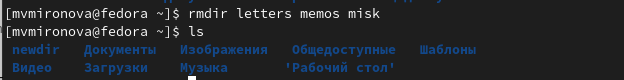 [mvmironova@fedora ~]$ rmdir letters memos misk
[mvmironova@fedora ~]$ ls
newdir Документы Изображения Общедоступные Шаблоны
Видео Загрузки Музыка 'Рабочий стол'